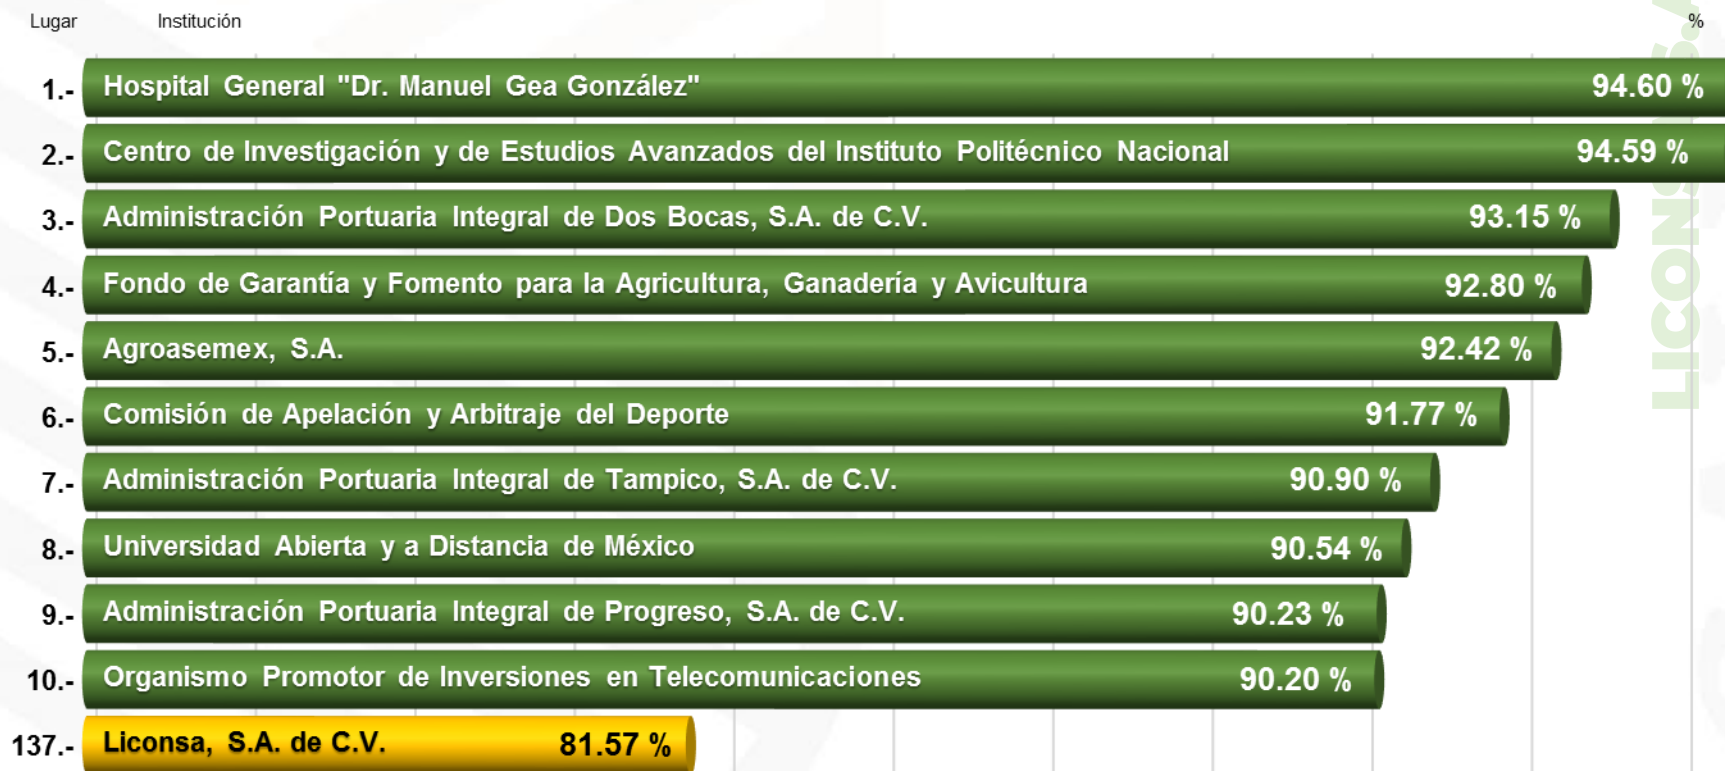 Lugar Institución %
1.- Hospital General "Dr. Manuel Gea González" 94.60 %
2.- Centro de Investigación y de Estudios Avanzados del Instituto Politécnico Nacional 94.59 %
3.- Administración Portuaria Integral de Dos Bocas, S.A. de C.V. 93.15 %
4.- Fondo de Garantía y Fomento para la Agricultura, Ganadería y Avicultura 92.80 %
5.- Agroasemex, S.A. 92.42 %
6.- Comisión de Apelación y Arbitraje del Deporte 91.77 %
7.- Administración Portuaria Integral de Tampico, S.A. de C.V. 90.90 %
8.- Universidad Abierta y a Distancia de México 90.54 %
9.- Administración Portuaria Integral de Progreso, S.A. de C.V. 90.23 %
10.- Organismo Promotor de Inversiones en Telecomunicaciones 90.20 %
137.- Liconsa, S.A. de C.V. 81.57 %